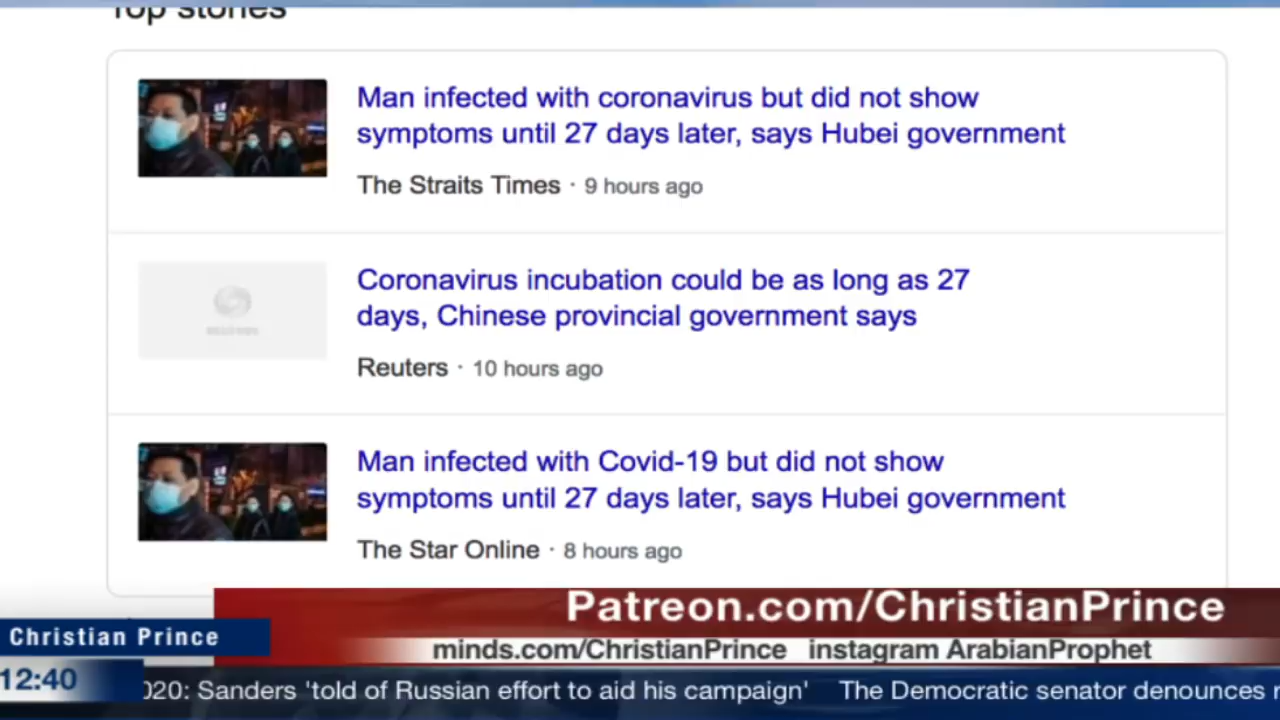 Top stories
Man infected with coronavirus but did not show
symptoms until 27 days later, says Hubei government
The Straits Times · 9 hours ago
Coronavirus incubation could be as long as 27
days, Chinese provincial government says
Reuters · 10 hours ago
Man infected with Covid-19 but did not show
symptoms until 27 days later, says Hubei government
The Star Online · 8 hours ago
Patreon.com/ChristianPrince
Christian Prince
minds.com/ChristianPrince instagram ArabianProphet
12:40
020: Sanders 'told of Russian effort to aid his campaign' The Democratic senator denounces